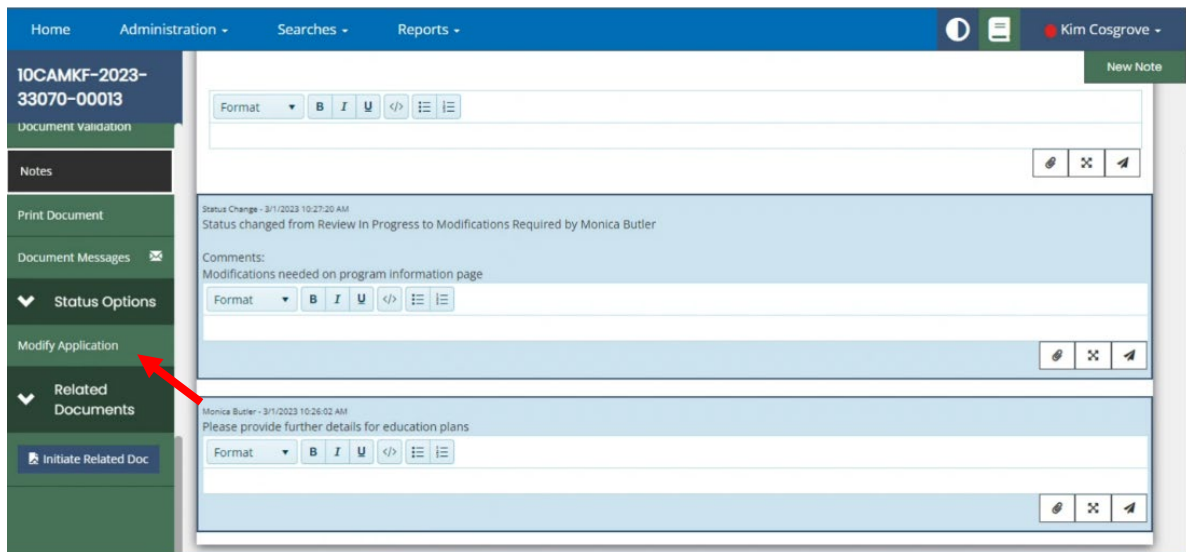 Home Administration Searches Reports Kim Cosgrove
New Note
10CAMKF-2023-
33070-00013
Document Validation
Notes
Print Document
Document Messages
Status Options
Modify Application
Related
Documents
Initiate Related Doc
Format B I U </>
Status Change - 3/1/2023 10:27:20 AM
Status changed from Review In Progress to Modifications Required by Monica Butler
Comments:
Modifications needed on program information page
Format B I U </>
Monica Butler - 3/1/2023 10:26:02 AM
Please provide further details for education plans
Format B I U </>